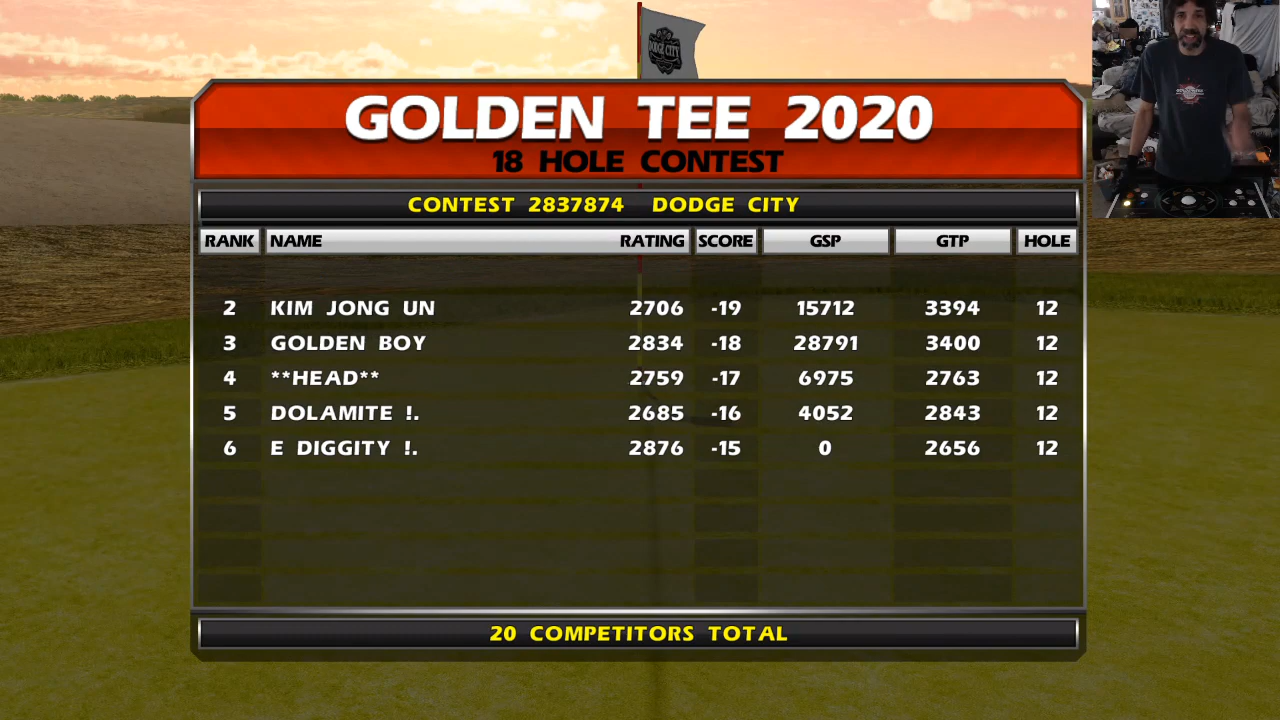 DODGE CITY
GOLDEN TEE 2020
18 HOLE CONTEST
CONTEST 2837874 DODGE CITY
RANK NAME RATING SCORE GSP GTP HOLE
2 KIM JONG UN 2706 -19 15712 3394 12
3 GOLDEN BOY 2834 -18 28791 3400 12
4 **HEAD** 2759 -17 6975 2763 12
5 DOLAMITE !. 2685 -16 4052 2843 12
6 E DIGGITY !. 2876 -15 0 2656 12
20 COMPETITORS TOTAL